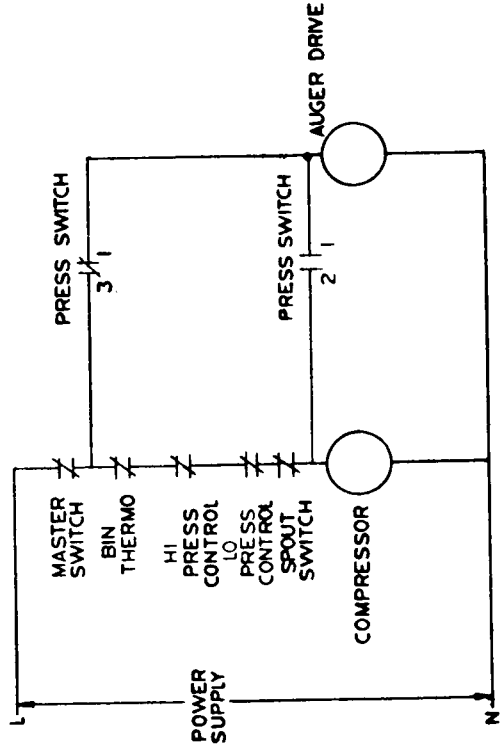 L
POWER
SUPPLY
N
MASTER
SWITCH
BIN
THERMO
HI
PRESS
CONTROL
LO
PRESS
CONTROL
SPOUT
SWITCH
COMPRESSOR
PRESS SWITCH
3 1
PRESS SWITCH
2 1
AUGER DRIVE